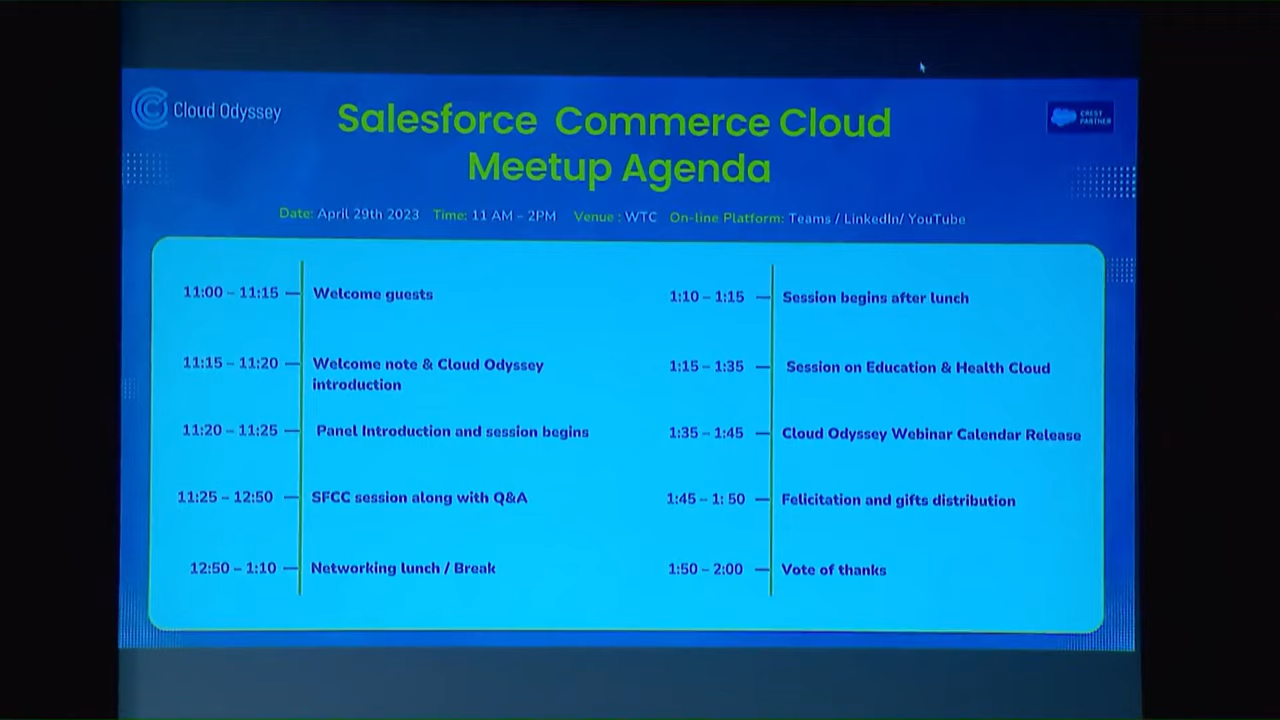 Cloud Odyssey
Salesforce Commerce Cloud
Meetup Agenda
CREST
PARTNER
Date: April 29th 2023 Time: 11 AM – 2PM Venue : WTC On-line Platform: Teams / LinkedIn/ YouTube
11:00 – 11:15 Welcome guests
11:15 – 11:20 Welcome note & Cloud Odyssey
introduction
11:20 – 11:25 Panel Introduction and session begins
11:25 – 12:50 SFCC session along with Q&A
12:50 – 1:10 Networking lunch / Break
1:10 – 1:15 Session begins after lunch
1:15 – 1:35 Session on Education & Health Cloud
1:35 – 1:45 Cloud Odyssey Webinar Calendar Release
1:45 – 1: 50 Felicitation and gifts distribution
1:50 – 2:00 Vote of thanks